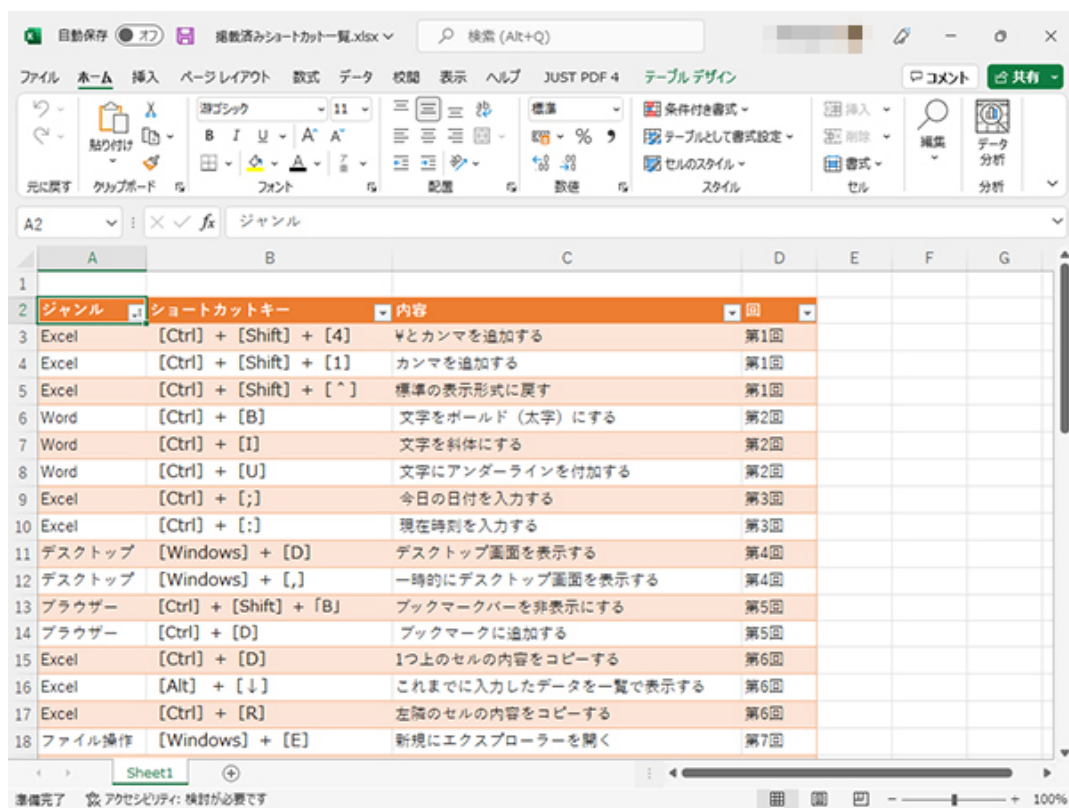 自動保存 オフ 掲載済みショートカット一覧.xlsx 検索 (Alt+Q)
ファイル ホーム 挿入 ページ レイアウト 数式 データ 校閲 表示 ヘルプ JUST PDF 4 テーブル デザイン コメント 共有
貼り付け 游ゴシック 11 標準 条件付き書式 挿入
B I U A A % テーブルとして書式設定 削除 編集 データ分析
A セルのスタイル 書式
元に戻す クリップボード フォント 配置 数値 スタイル セル 分析
A2 fx ジャンル
A B C D E F G
1
2 ジャンル ショートカットキー 内容 回
3 Excel [Ctrl] + [Shift] + [4] ¥とカンマを追加する 第1回
4 Excel [Ctrl] + [Shift] + [1] カンマを追加する 第1回
5 Excel [Ctrl] + [Shift] + [^] 標準の表示形式に戻す 第1回
6 Word [Ctrl] + [B] 文字をボールド（太字）にする 第2回
7 Word [Ctrl] + [I] 文字を斜体にする 第2回
8 Word [Ctrl] + [U] 文字にアンダーラインを付加する 第2回
9 Excel [Ctrl] + [;] 今日の日付を入力する 第3回
10 Excel [Ctrl] + [:] 現在時刻を入力する 第3回
11 デスクトップ [Windows] + [D] デスクトップ画面を表示する 第4回
12 デスクトップ [Windows] + [,] 一時的にデスクトップ画面を表示する 第4回
13 ブラウザー [Ctrl] + [Shift] + 「B」 ブックマークバーを非表示にする 第5回
14 ブラウザー [Ctrl] + [D] ブックマークに追加する 第5回
15 Excel [Ctrl] + [D] 1つ上のセルの内容をコピーする 第6回
16 Excel [Alt] + [↓] これまでに入力したデータを一覧で表示する 第6回
17 Excel [Ctrl] + [R] 左隣のセルの内容をコピーする 第6回
18 ファイル操作 [Windows] + [E] 新規にエクスプローラーを開く 第7回
Sheet1
準備完了 アクセシビリティ: 検討が必要です 100%